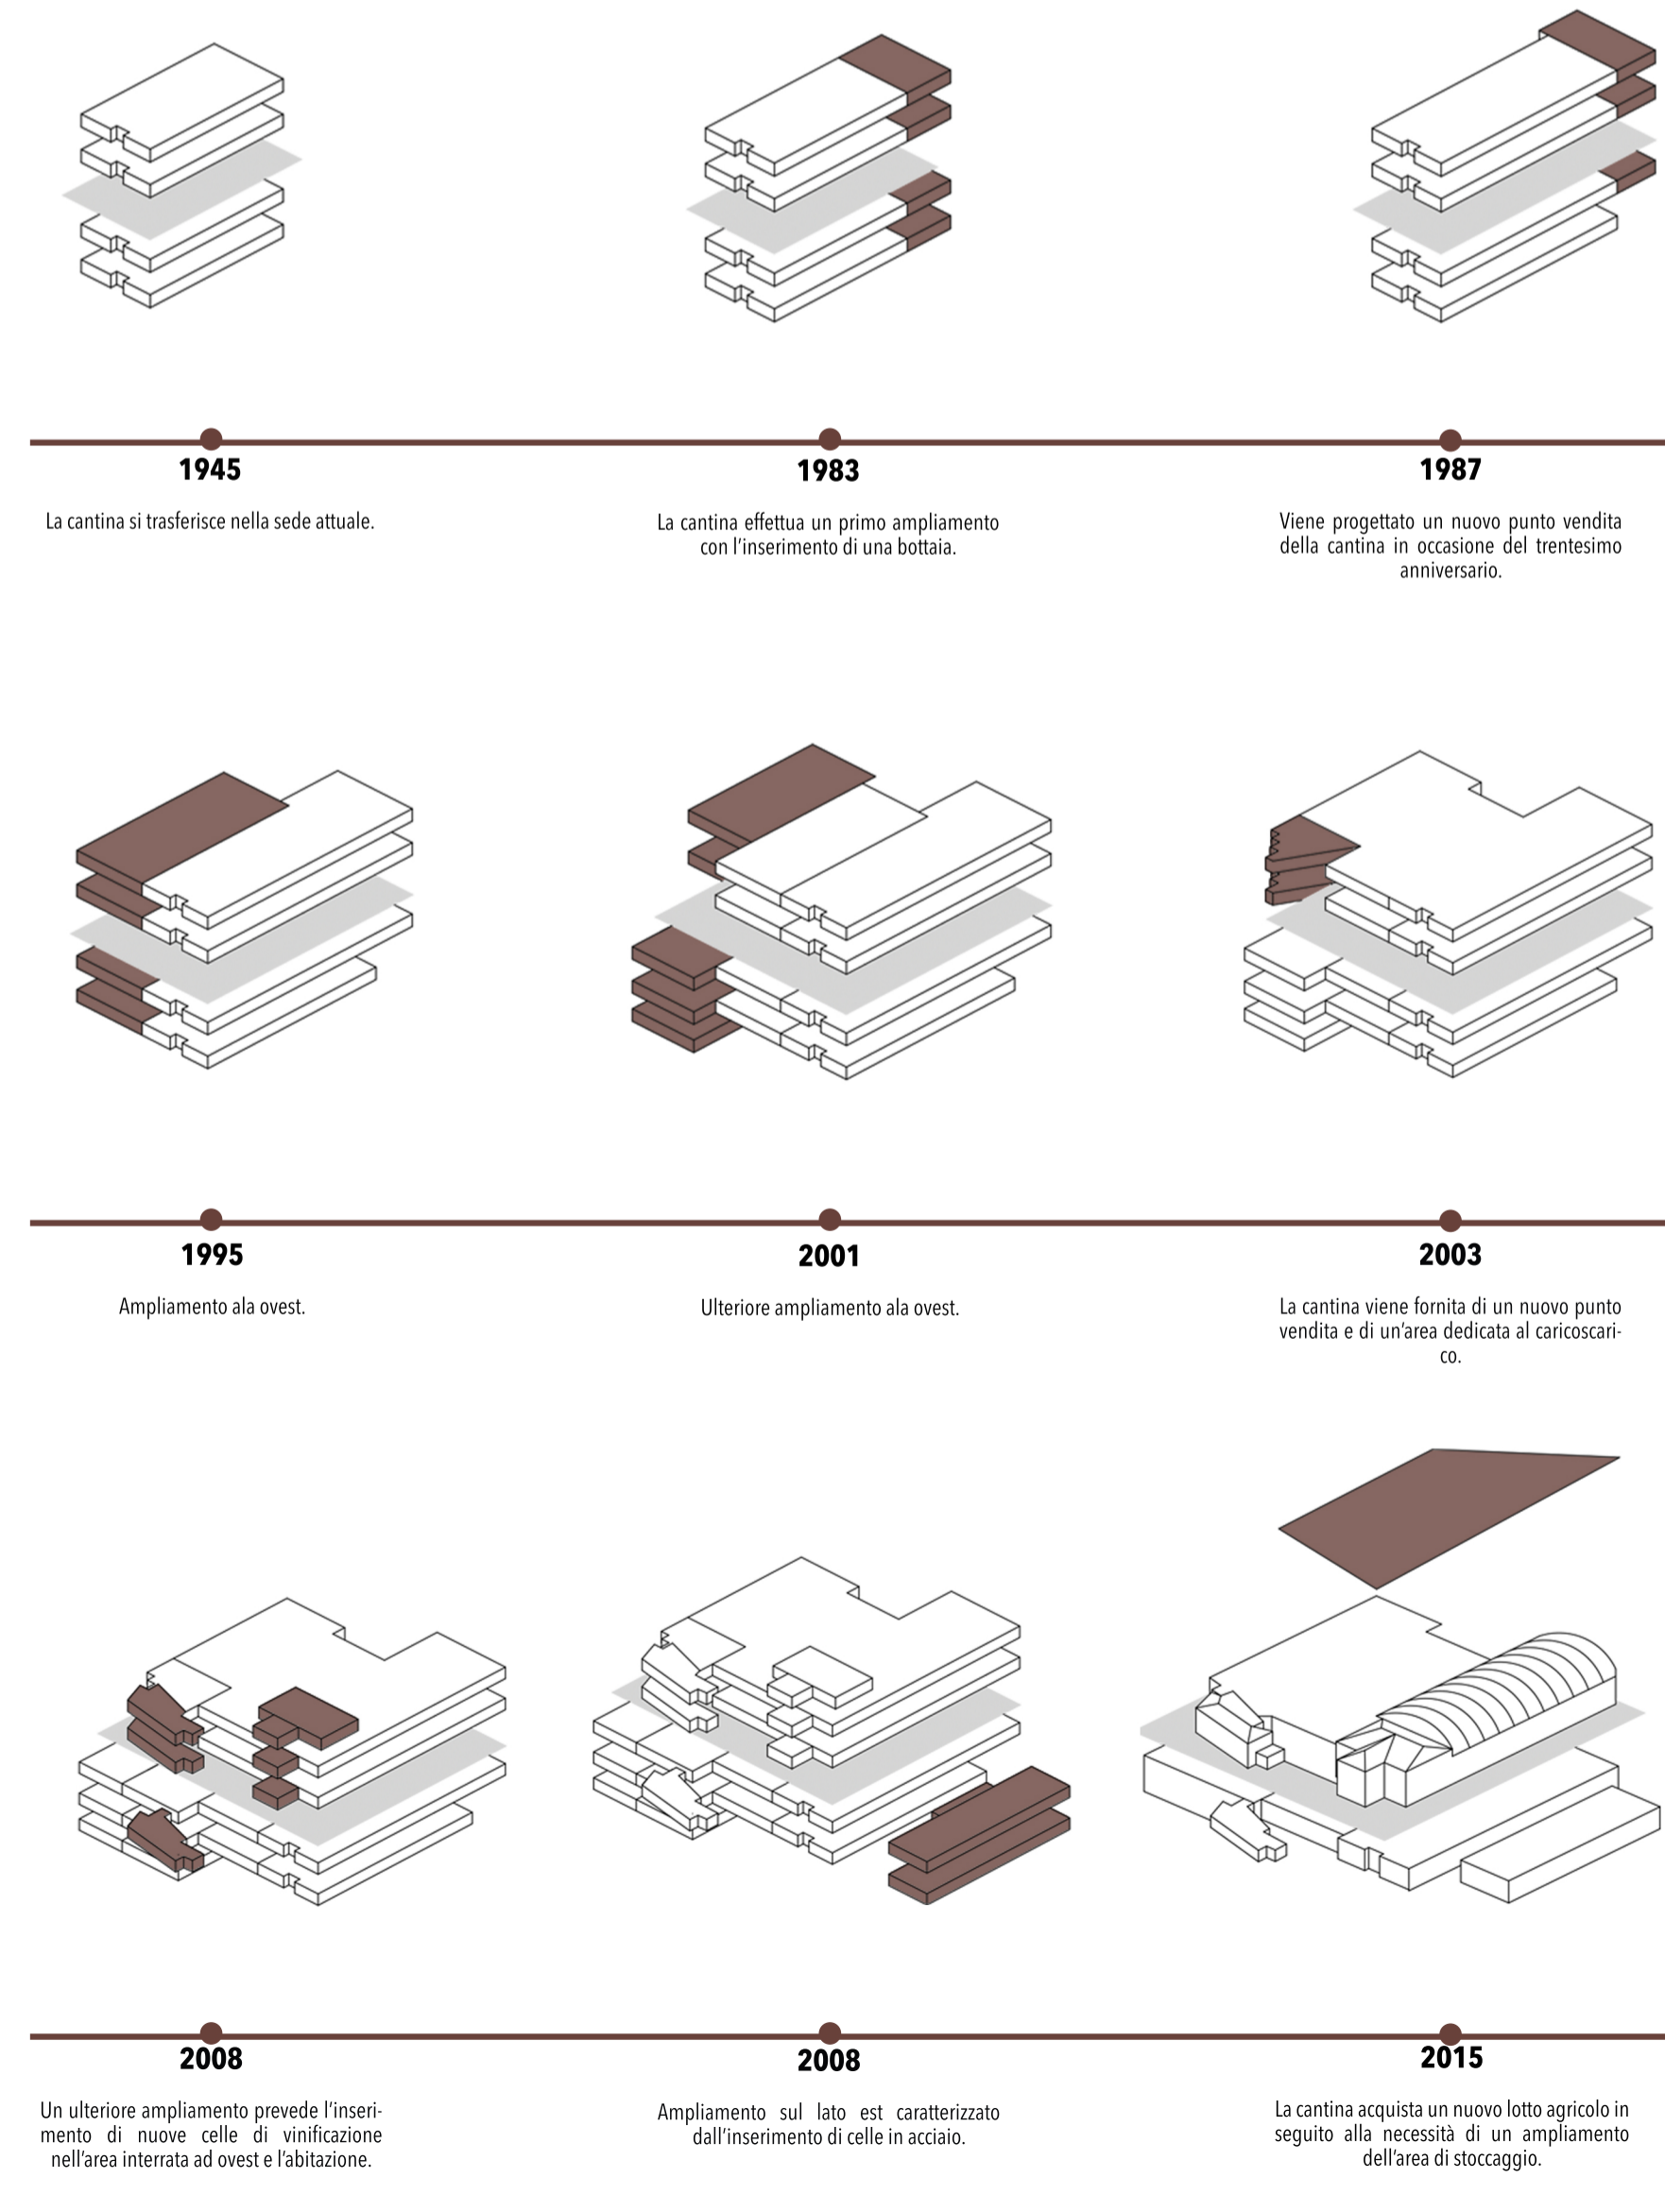 1945
La cantina si trasferisce nella sede attuale.
1983
La cantina effettua un primo ampliamento
con l'inserimento di una bottaia.
1987
Viene progettato un nuovo punto vendita
della cantina in occasione del trentesimo
anniversario.
1995
Ampliamento ala ovest.
2001
Ulteriore ampliamento ala ovest.
2003
La cantina viene fornita di un nuovo punto
vendita e di un'area dedicata al caricoscari-
co.
2008
Un ulteriore ampliamento prevede l'inseri-
mento di nuove celle di vinificazione
nell'area interrata ad ovest e l'abitazione.
2008
Ampliamento sul lato est caratterizzato
dall'inserimento di celle in acciaio.
2015
La cantina acquista un nuovo lotto agricolo in
seguito alla necessità di un ampliamento
dell'area di stoccaggio.